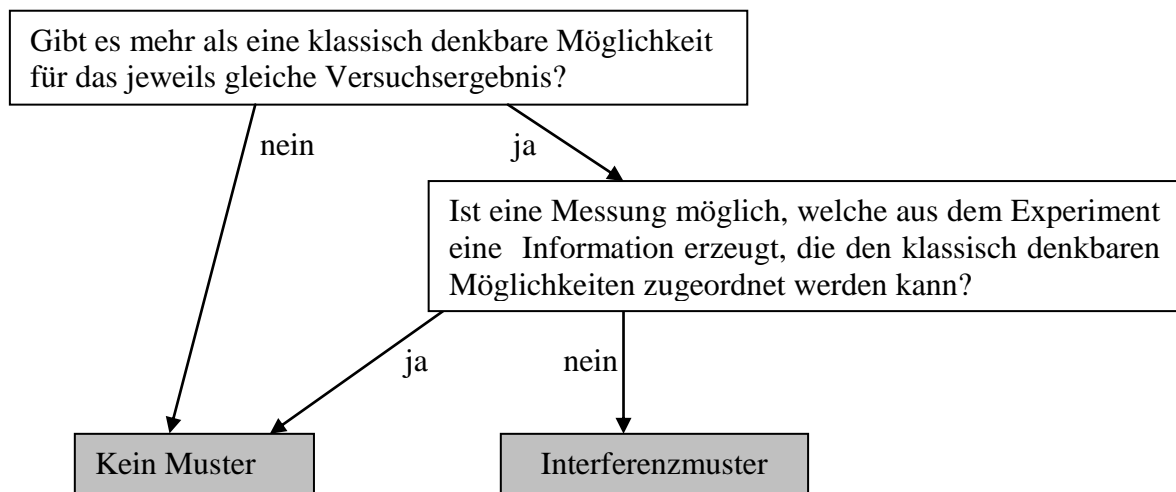 Gibt es mehr als eine klassisch denkbare Möglichkeit
für das jeweils gleiche Versuchsergebnis?
nein
ja
Ist eine Messung möglich, welche aus dem Experiment
eine Information erzeugt, die den klassisch denkbaren
Möglichkeiten zugeordnet werden kann?
ja
nein
Kein Muster
Interferenzmuster